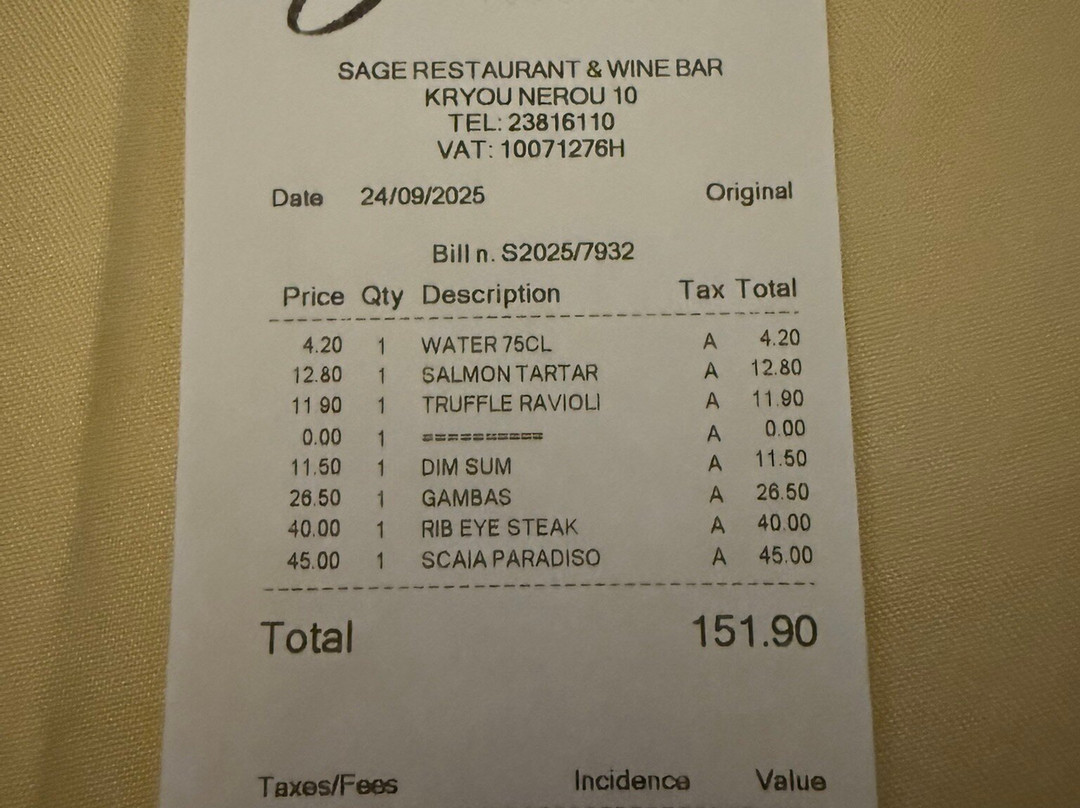 SAGE RESTAURANT & WINE BAR
KRYOU NEROU 10
TEL: 23816110
VAT: 10071276H
Date 24/09/2025 Original
Bill n. S2025/7932
Price Qty Description Tax Total
4.20 1 WATER 75CL A 4.20
12.80 1 SALMON TARTAR A 12.80
11.90 1 TRUFFLE RAVIOLI A 11.90
0.00 1 ========== A 0.00
11.50 1 DIM SUM A 11.50
26.50 1 GAMBAS A 26.50
40.00 1 RIB EYE STEAK A 40.00
45.00 1 SCAIA PARADISO A 45.00
Total 151.90
Taxes/Fees Incidence Value